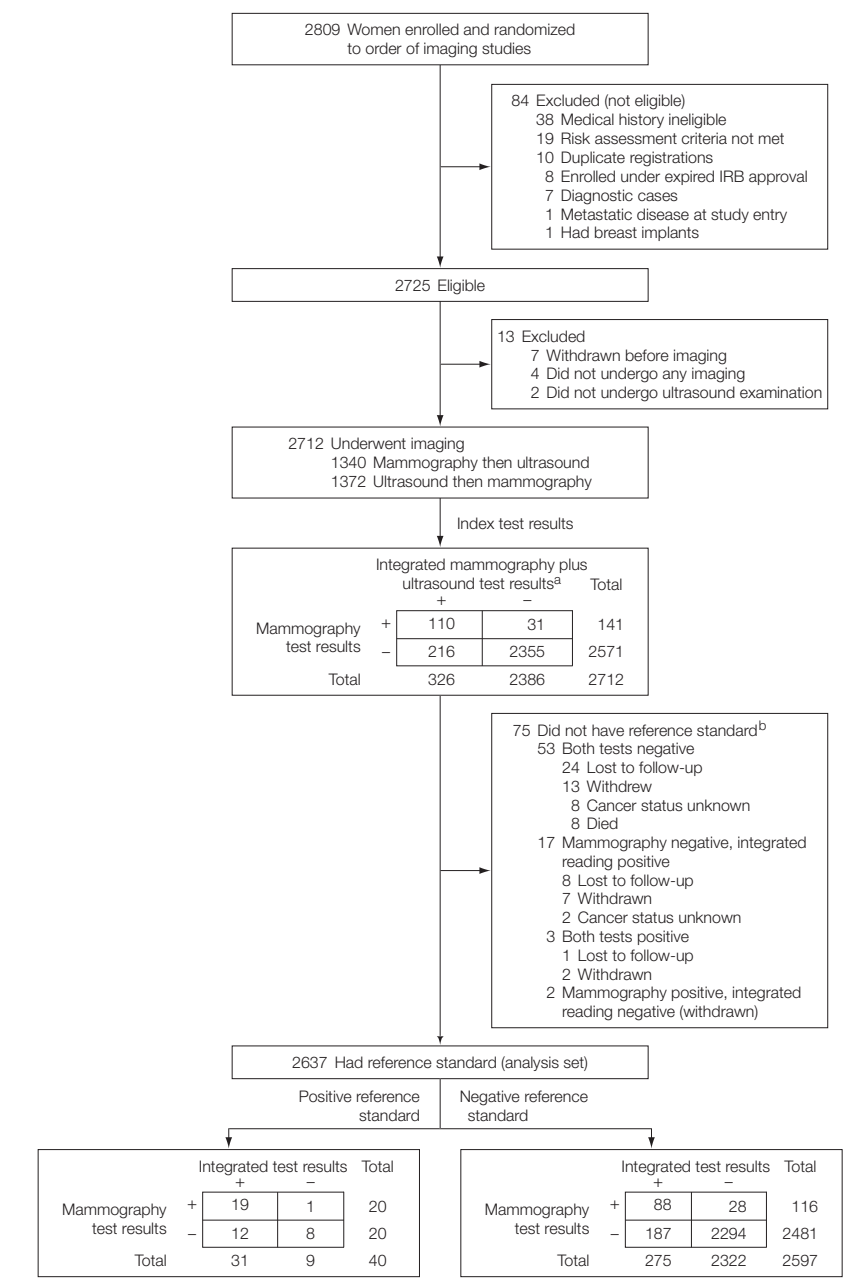 2809 Women enrolled and randomized
to order of imaging studies
84 Excluded (not eligible)
38 Medical history ineligible
19 Risk assessment criteria not met
10 Duplicate registrations
8 Enrolled under expired IRB approval
7 Diagnostic cases
1 Metastatic disease at study entry
1 Had breast implants
2725 Eligible
13 Excluded
7 Withdrawn before imaging
4 Did not undergo any imaging
2 Did not undergo ultrasound examination
2712 Underwent imaging
1340 Mammography then ultrasound
1372 Ultrasound then mammography
Index test results
Integrated mammography plus
ultrasound test resultsa Total
+ –
Mammography
test results
+ 110 31 141
– 216 2355 2571
Total 326 2386 2712
75 Did not have reference standardb
53 Both tests negative
24 Lost to follow-up
13 Withdrew
8 Cancer status unknown
8 Died
17 Mammography negative, integrated
reading positive
8 Lost to follow-up
7 Withdrawn
2 Cancer status unknown
3 Both tests positive
1 Lost to follow-up
2 Withdrawn
2 Mammography positive, integrated
reading negative (withdrawn)
2637 Had reference standard (analysis set)
Positive reference
standard
Negative reference
standard
Integrated test results Total
+ –
Mammography
test results
+ 19 1 20
– 12 8 20
Total 31 9 40
Integrated test results Total
+ –
Mammography
test results
+ 88 28 116
– 187 2294 2481
Total 275 2322 2597